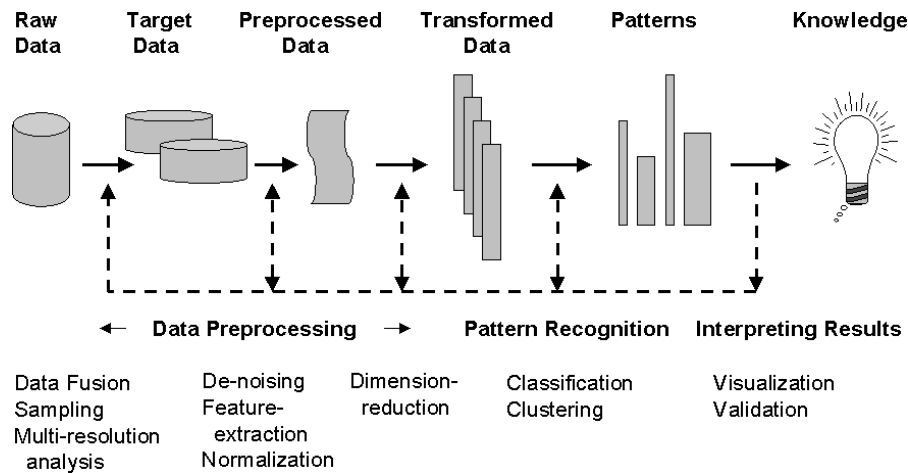 Raw Data
Target Data
Preprocessed Data
Transformed Data
Patterns
Knowledge
Data Preprocessing
Pattern Recognition
Interpreting Results
Data Fusion
Sampling
Multi-resolution
analysis
De-noising
Feature-
extraction
Normalization
Dimension-
reduction
Classification
Clustering
Visualization
Validation